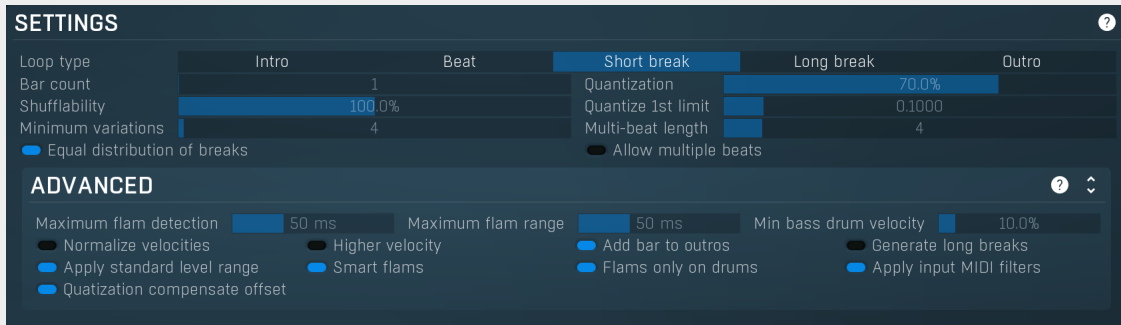 SETTINGS ?
Loop type Intro Beat Short break Long break Outro
Bar count 1 Quantization 70.0%
Shufflability 100.0% Quantize 1st limit 0.1000
Minimum variations 4 Multi-beat length 4
Equal distribution of breaks Allow multiple beats
ADVANCED ?
Maximum flam detection 50 ms Maximum flam range 50 ms Min bass drum velocity 10.0%
Normalize velocities Higher velocity Add bar to outros Generate long breaks
Apply standard level range Smart flams Flams only on drums Apply input MIDI filters
Quatization compensate offset